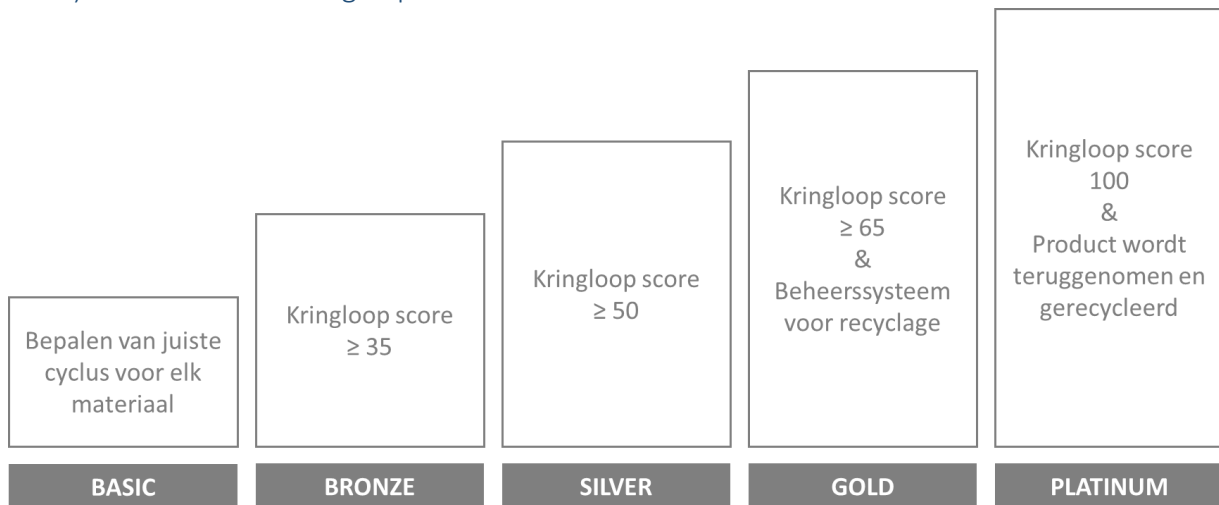 Bepalen van juiste
cyclus voor elk
materiaal
Kringloop score
≥ 35
Kringloop score
≥ 50
Kringloop score
≥ 65
&
Beheerssysteem
voor recyclage
Kringloop score
100
&
Product wordt
teruggenomen en
gerecycleerd
BASIC
BRONZE
SILVER
GOLD
PLATINUM